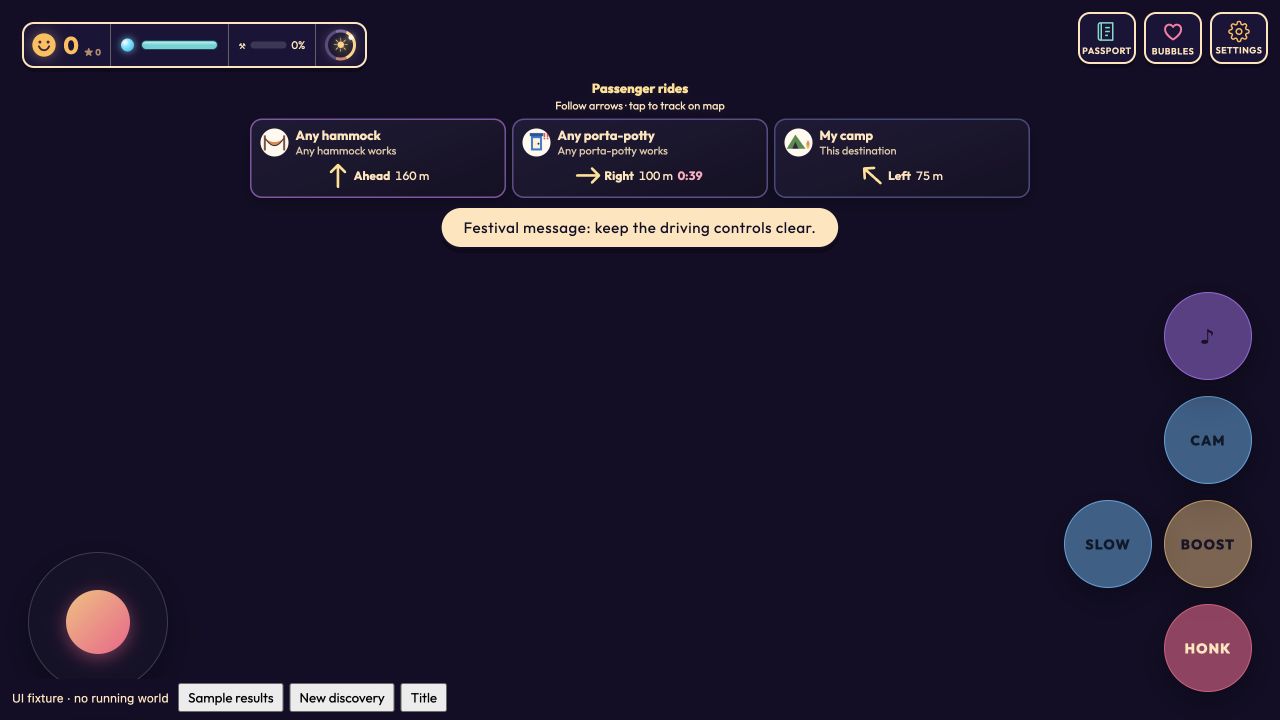 0 ★0 0%
PASSPORT BUBBLES SETTINGS
Passenger rides
Follow arrows · tap to track on map
Any hammock
Any hammock works
Ahead 160 m
Any porta-potty
Any porta-potty works
Right 100 m 0:39
My camp
This destination
Left 75 m
Festival message: keep the driving controls clear.
♪
CAM
SLOW BOOST
HONK
UI fixture · no running world Sample results New discovery Title